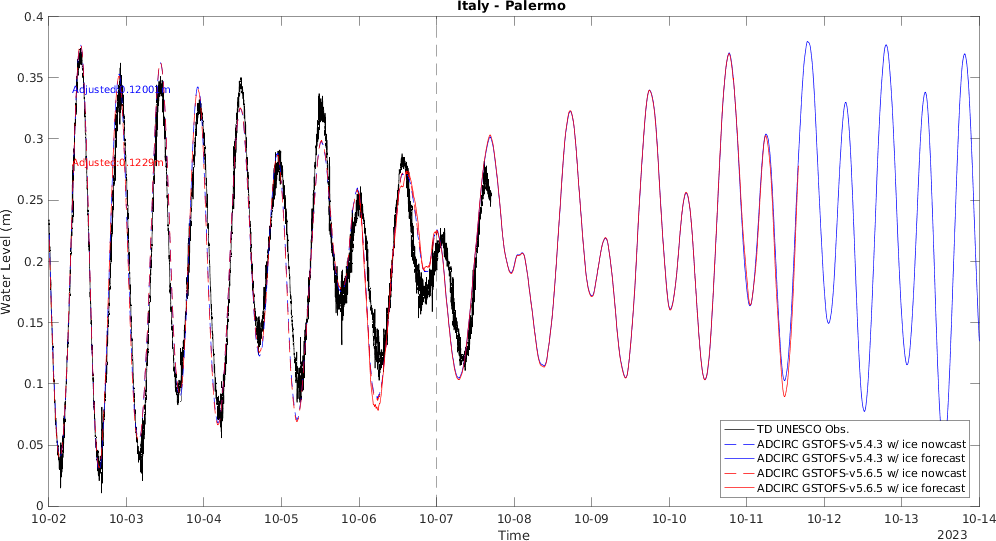 Italy - Palermo
0.4
0.35
0.3
0.25
0.2
0.15
0.1
0.05
0
Water Level (m)
Adjusted:0.12001m
Adjusted:0.1229m
TD UNESCO Obs.
ADCIRC GSTOFS-v5.4.3 w/ ice nowcast
ADCIRC GSTOFS-v5.4.3 w/ ice forecast
ADCIRC GSTOFS-v5.6.5 w/ ice nowcast
ADCIRC GSTOFS-v5.6.5 w/ ice forecast
10-02 10-03 10-04 10-05 10-06 10-07 10-08 10-09 10-10 10-11 10-12 10-13 10-14
Time
2023